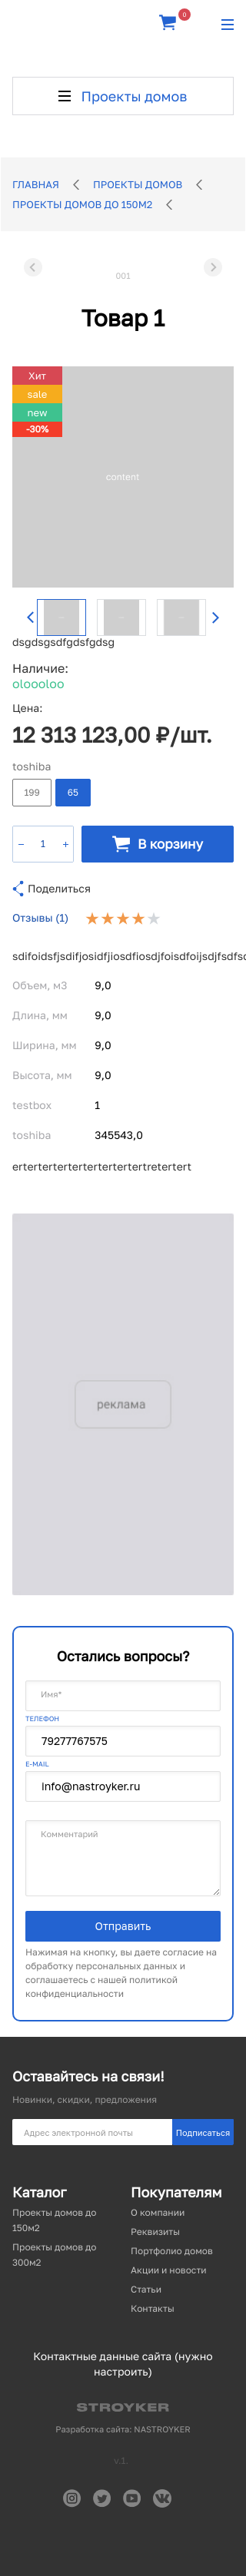 0
Проекты домов
ГЛАВНАЯ
ПРОЕКТЫ ДОМОВ
ПРОЕКТЫ ДОМОВ ДО 150М2
001
Товар 1
Хит
sale
new
-30%
content
dsgdsgsdfgdsfgdsg
Наличие:
oloooloo
Цена:
12 313 123,00 ₽/шт.
toshiba
199 65
− 1 +
В корзину
Поделиться
Отзывы (1)
sdifoidsfjsdifjosidfjiosdfiosdjfoisdfoijsdjfsdfsd
Объем, м3 9,0
Длина, мм 9,0
Ширина, мм 9,0
Высота, мм 9,0
testbox 1
toshiba 345543,0
erterterterterterterterterterttretertert
реклама
Остались вопросы?
Имя*
ТЕЛЕФОН
79277767575
E-MAIL
info@nastroyker.ru
Комментарий
Отправить
Нажимая на кнопку, вы даете согласие на
обработку персональных данных и
соглашаетесь с нашей политикой
конфиденциальности
Оставайтесь на связи!
Новинки, скидки, предложения
Адрес электронной почты
Подписаться
Каталог
Проекты домов до
150м2
Проекты домов до
300м2
Покупателям
О компании
Реквизиты
Портфолио домов
Акции и новости
Статьи
Контакты
Контактные данные сайта (нужно
настроить)
STROYKER
Разработка сайта: NASTROYKER
v.1.